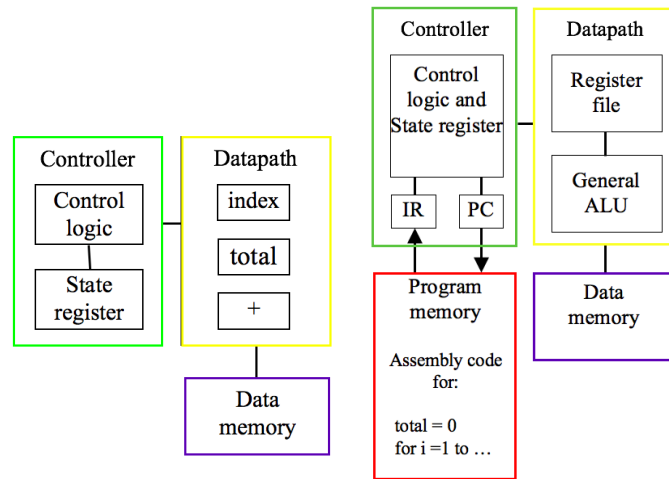 Controller
Control
logic
State
register
Datapath
index
total
+
Data
memory
Controller
Control
logic and
State register
IR
PC
Datapath
Register
file
General
ALU
Program
memory
Assembly code
for:
total = 0
for i =1 to …
Data
memory